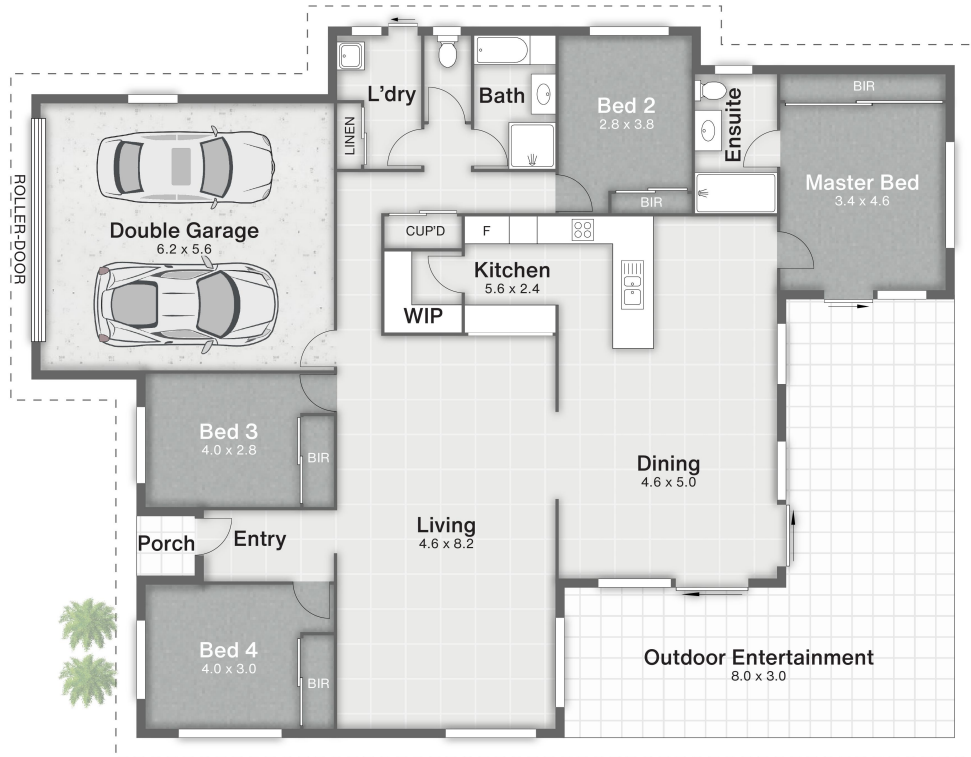 L'dry
LINEN
Bath
Bed 2
2.8 x 3.8
BIR
Ensuite
BIR
Master Bed
3.4 x 4.6
ROLLER-DOOR
Double Garage
6.2 x 5.6
CUP'D
F
Kitchen
5.6 x 2.4
WIP
Bed 3
4.0 x 2.8
BIR
Dining
4.6 x 5.0
Porch
Entry
Living
4.6 x 8.2
Bed 4
4.0 x 3.0
BIR
Outdoor Entertainment
8.0 x 3.0